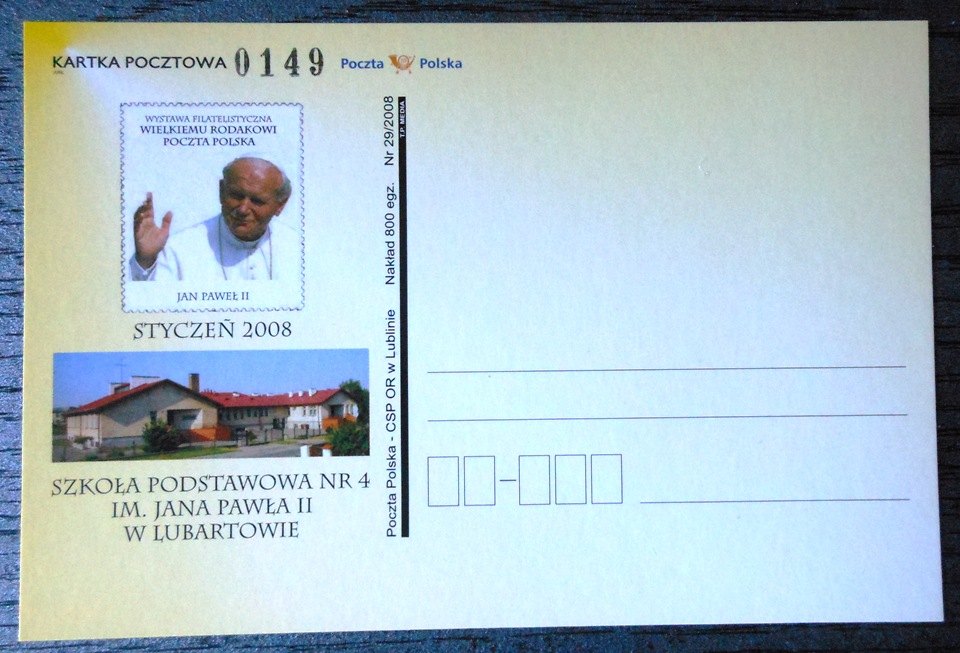 KARTKA POCZTOWA 0149 Poczta Polska
WYSTAWA FILATELISTYCZNA
WIELKIEMU RODAKOWI
POCZTA POLSKA
JAN PAWEŁ II
STYCZEŃ 2008
SZKOŁA PODSTAWOWA NR 4
IM. JANA PAWŁA II
W LUBARTOWIE
Poczta Polska - CSP OR w Lublinie Nakład 800 egz. Nr 29/2008
T.P. MEDIA